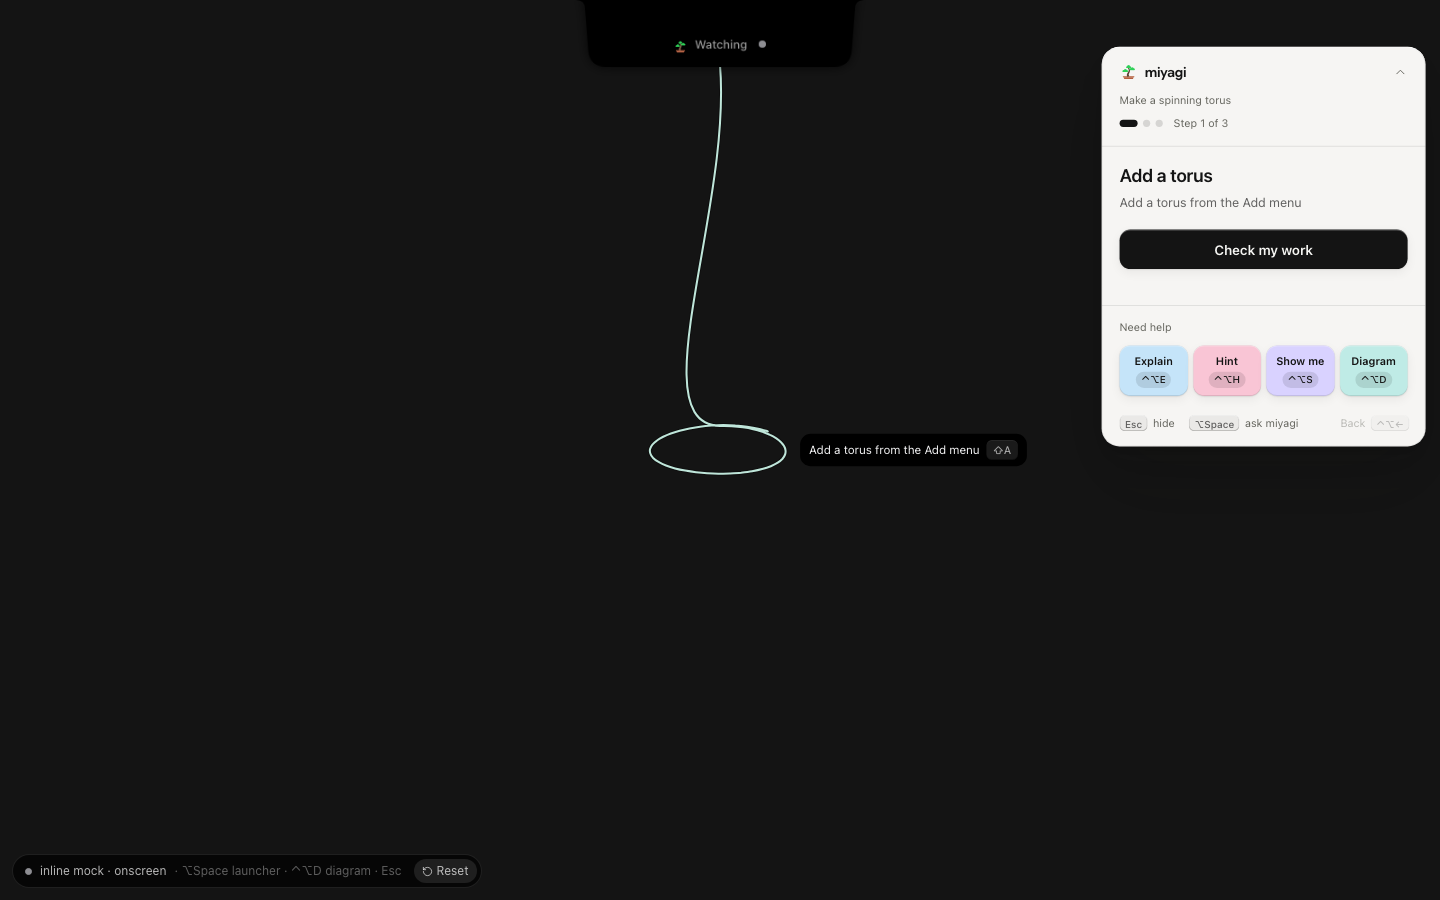 Watching
miyagi
Make a spinning torus
Step 1 of 3
Add a torus
Add a torus from the Add menu
Check my work
Need help
Explain Hint Show me Diagram
⌃⌥E ⌃⌥H ⌃⌥S ⌃⌥D
Esc hide ⌥Space ask miyagi Back ⌃⌥←
Add a torus from the Add menu ⇧A
inline mock · onscreen · ⌥Space launcher · ⌃⌥D diagram · Esc Reset